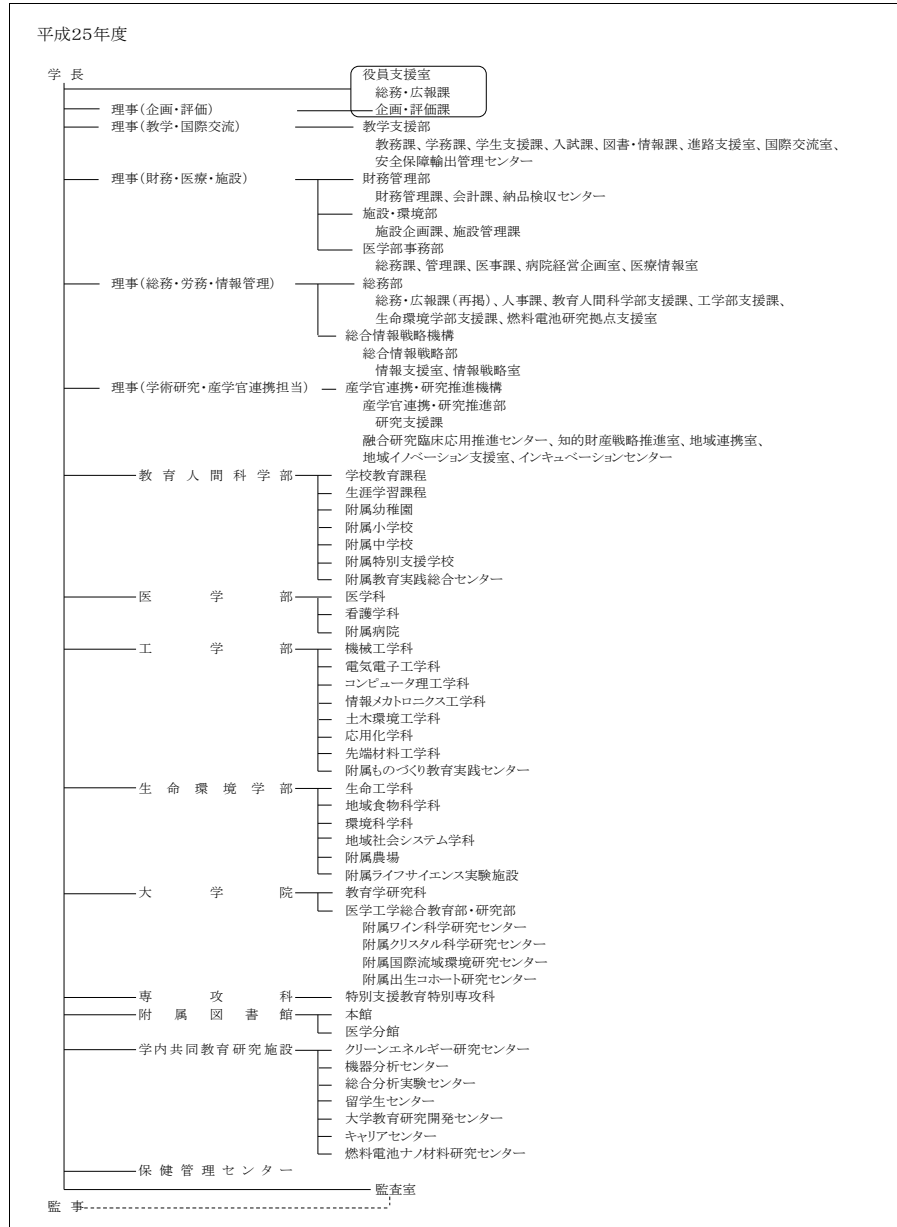 平成25年度
学 長
役員支援室
総務・広報課
理事(企画・評価) 企画・評価課
理事(教学・国際交流) 教学支援部
教務課、学務課、学生支援課、入試課、図書・情報課、進路支援室、国際交流室、
安全保障輸出管理センター
理事(財務・医療・施設) 財務管理部
財務管理課、会計課、納品検収センター
施設・環境部
施設企画課、施設管理課
医学部事務部
総務課、管理課、医事課、病院経営企画室、医療情報室
理事(総務・労務・情報管理) 総務部
総務・広報課(再掲)、人事課、教育人間科学部支援課、工学部支援課、
生命環境学部支援課、燃料電池研究拠点支援室
総合情報戦略機構
総合情報戦略部
情報支援室、情報戦略室
理事(学術研究・産学官連携担当) 産学官連携・研究推進機構
産学官連携・研究推進部
研究支援課
融合研究臨床応用推進センター、知的財産戦略推進室、地域連携室、
地域イノベーション支援室、インキュベーションセンター
教育人間科学部 学校教育課程
生涯学習課程
附属幼稚園
附属小学校
附属中学校
附属特別支援学校
附属教育実践総合センター
医学部 医学科
看護学科
附属病院
工学部 機械工学科
電気電子工学科
コンピュータ理工学科
情報メカトロニクス工学科
土木環境工学科
応用化学科
先端材料工学科
附属ものづくり教育実践センター
生命環境学部 生命工学科
地域食物科学科
環境科学科
地域社会システム学科
附属農場
附属ライフサイエンス実験施設
大学院 教育学研究科
医学工学総合教育部・研究部
附属ワイン科学研究センター
附属クリスタル科学研究センター
附属国際流域環境研究センター
附属出生コホート研究センター
専攻科 特別支援教育特別専攻科
附属図書館 本館
医学分館
学内共同教育研究施設 クリーンエネルギー研究センター
機器分析センター
総合分析実験センター
留学生センター
大学教育研究開発センター
キャリアセンター
燃料電池ナノ材料研究センター
保健管理センター
監査室
監 事